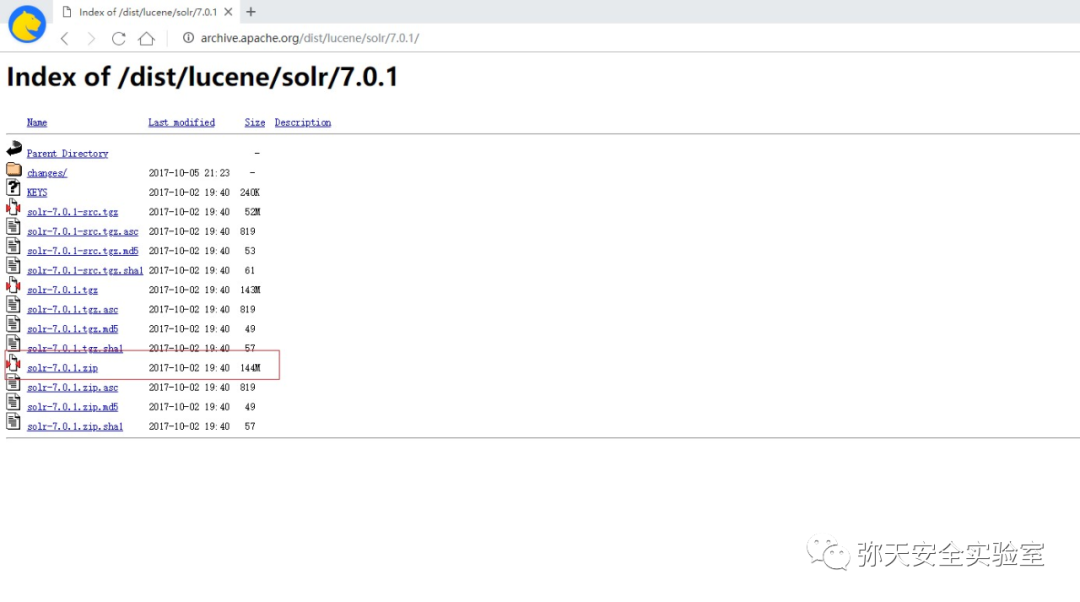 Index of /dist/lucene/solr/7.0.1
archive.apache.org/dist/lucene/solr/7.0.1/
Index of /dist/lucene/solr/7.0.1
Name Last modified Size Description
Parent Directory -
changes/ 2017-10-05 21:23 -
KEYS 2017-10-02 19:40 240K
solr-7.0.1-src.tgz 2017-10-02 19:40 52M
solr-7.0.1-src.tgz.asc 2017-10-02 19:40 819
solr-7.0.1-src.tgz.md5 2017-10-02 19:40 53
solr-7.0.1-src.tgz.sha1 2017-10-02 19:40 61
solr-7.0.1.tgz 2017-10-02 19:40 143M
solr-7.0.1.tgz.asc 2017-10-02 19:40 819
solr-7.0.1.tgz.md5 2017-10-02 19:40 49
solr-7.0.1.tgz.sha1 2017-10-02 19:40 57
solr-7.0.1.zip 2017-10-02 19:40 144M
solr-7.0.1.zip.asc 2017-10-02 19:40 819
solr-7.0.1.zip.md5 2017-10-02 19:40 49
solr-7.0.1.zip.sha1 2017-10-02 19:40 57
弥天安全实验室